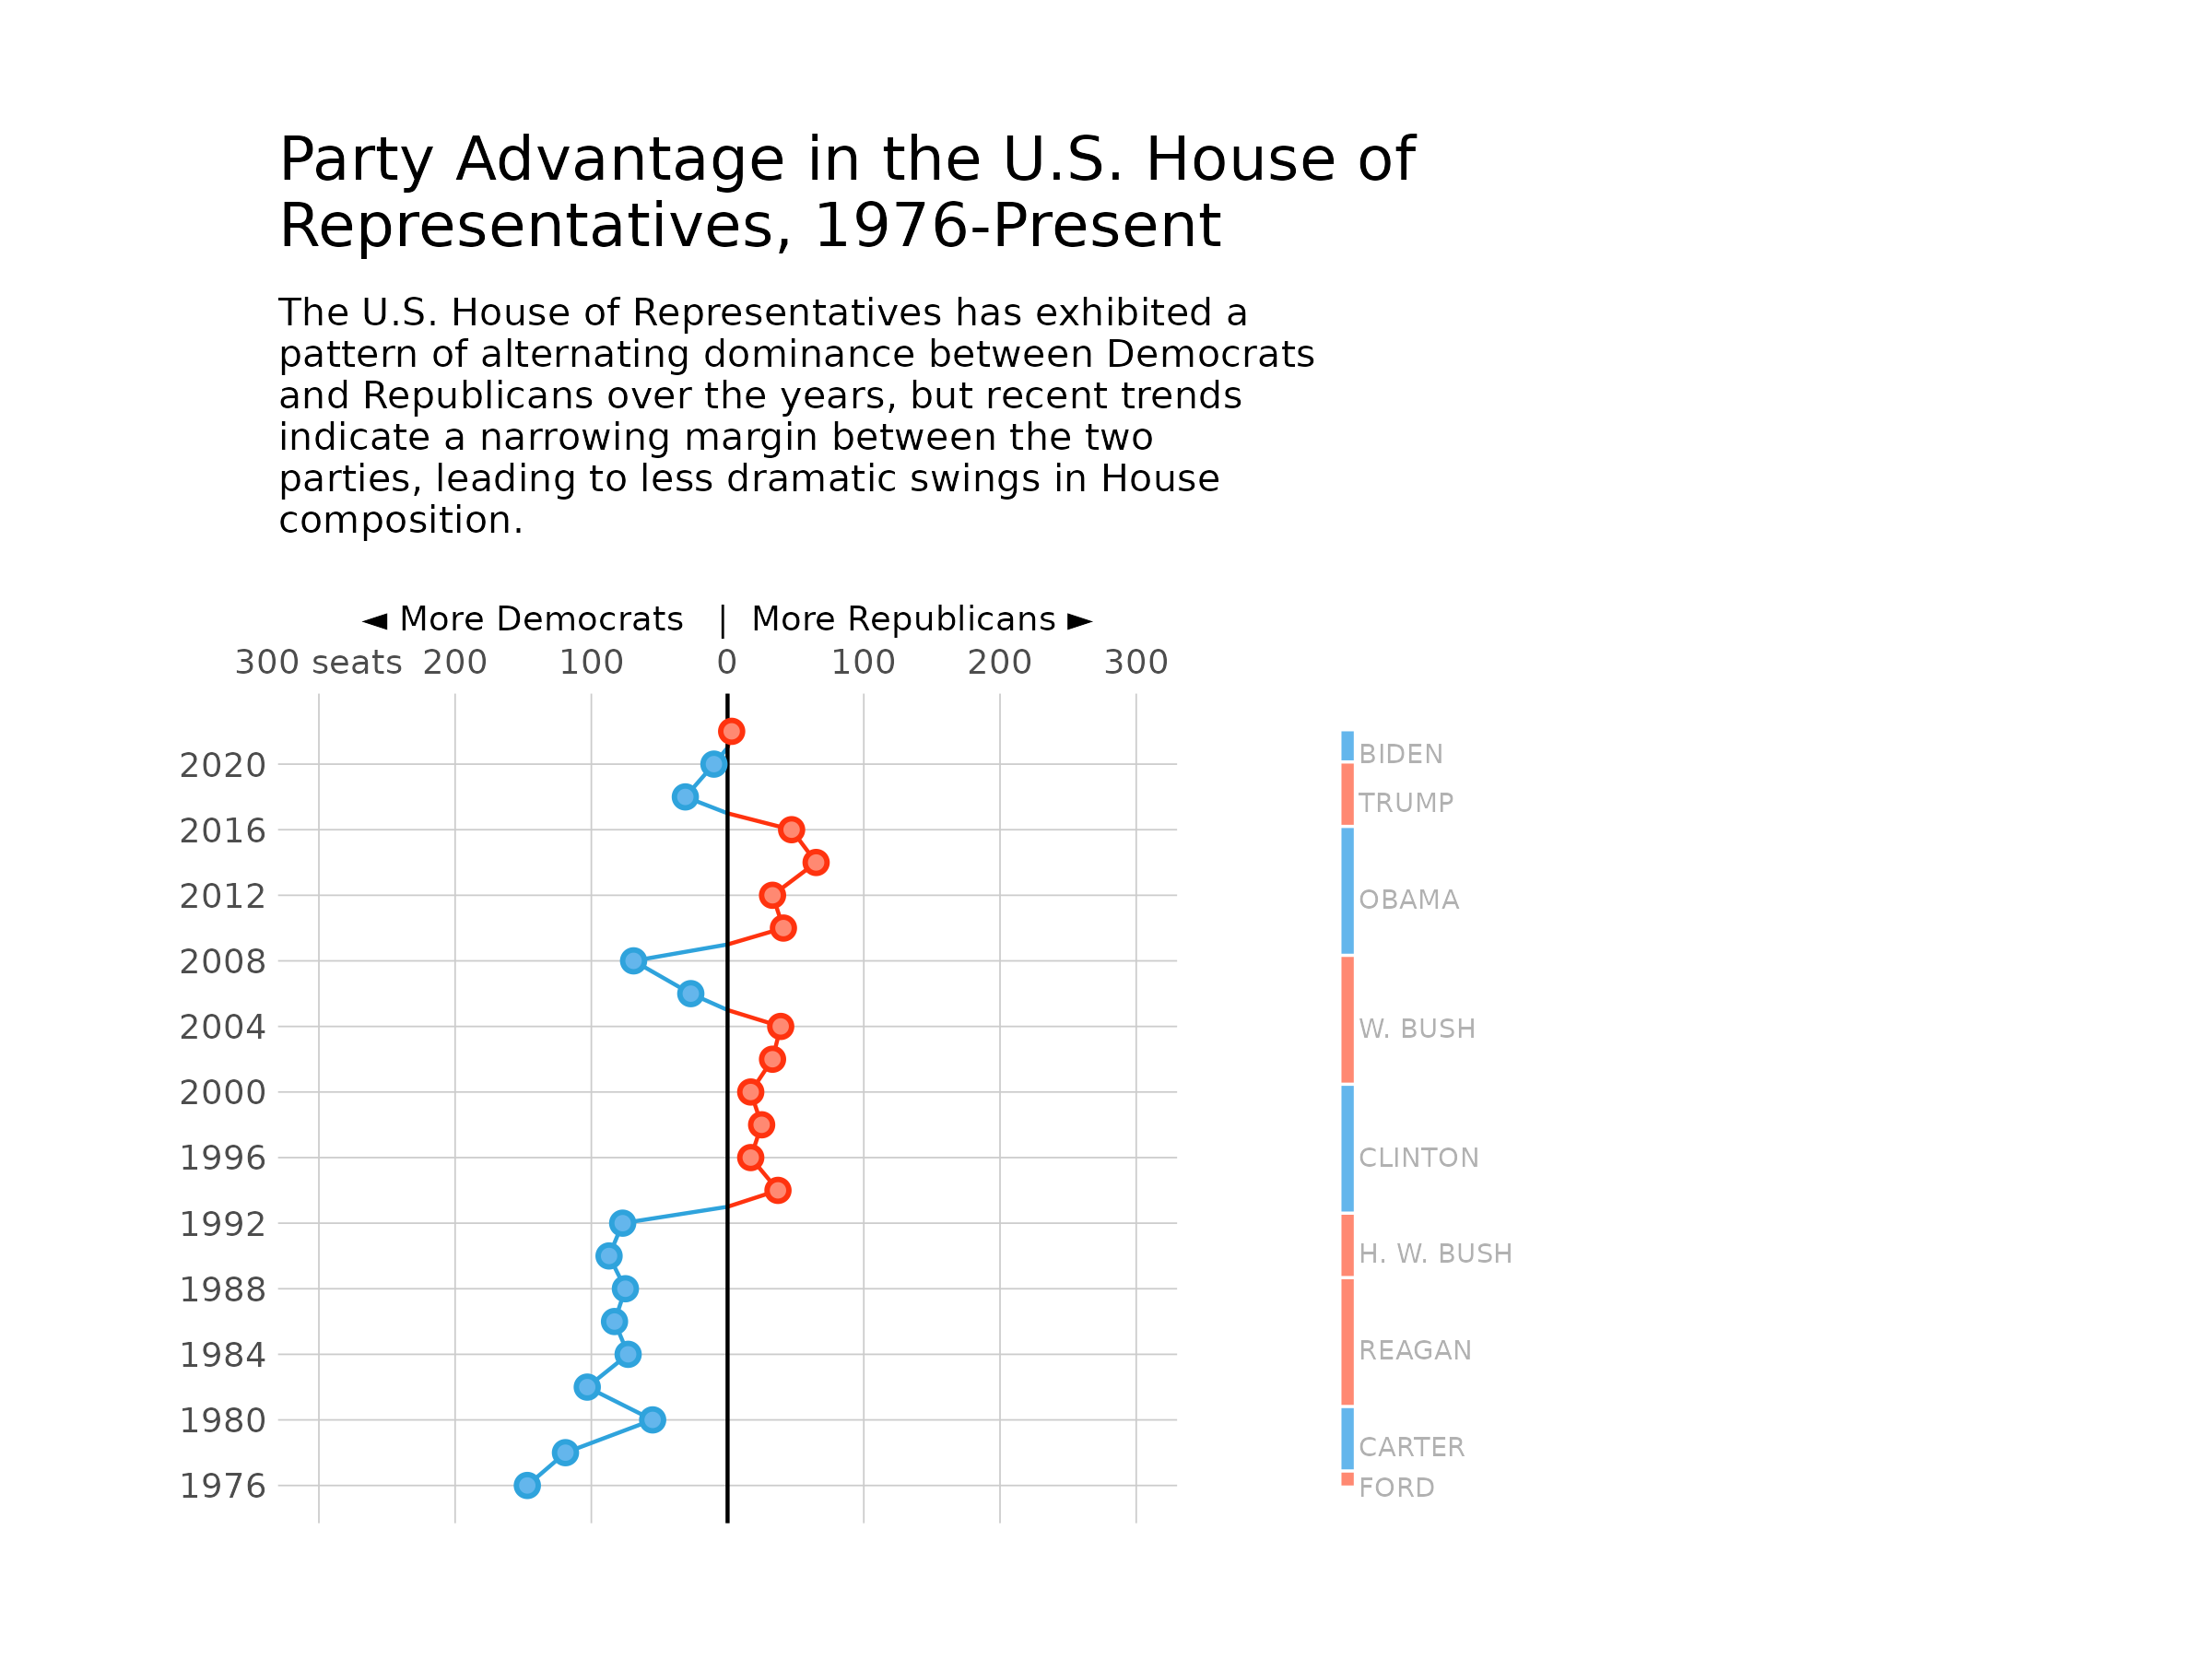 Party Advantage in the U.S. House of
Representatives, 1976-Present
The U.S. House of Representatives has exhibited a
pattern of alternating dominance between Democrats
and Republicans over the years, but recent trends
indicate a narrowing margin between the two
parties, leading to less dramatic swings in House
composition.
◄ More Democrats | More Republicans ►
300 seats 200 100 0 100 200 300
2020
2016
2012
2008
2004
2000
1996
1992
1988
1984
1980
1976
BIDEN
TRUMP
OBAMA
W. BUSH
CLINTON
H. W. BUSH
REAGAN
CARTER
FORD